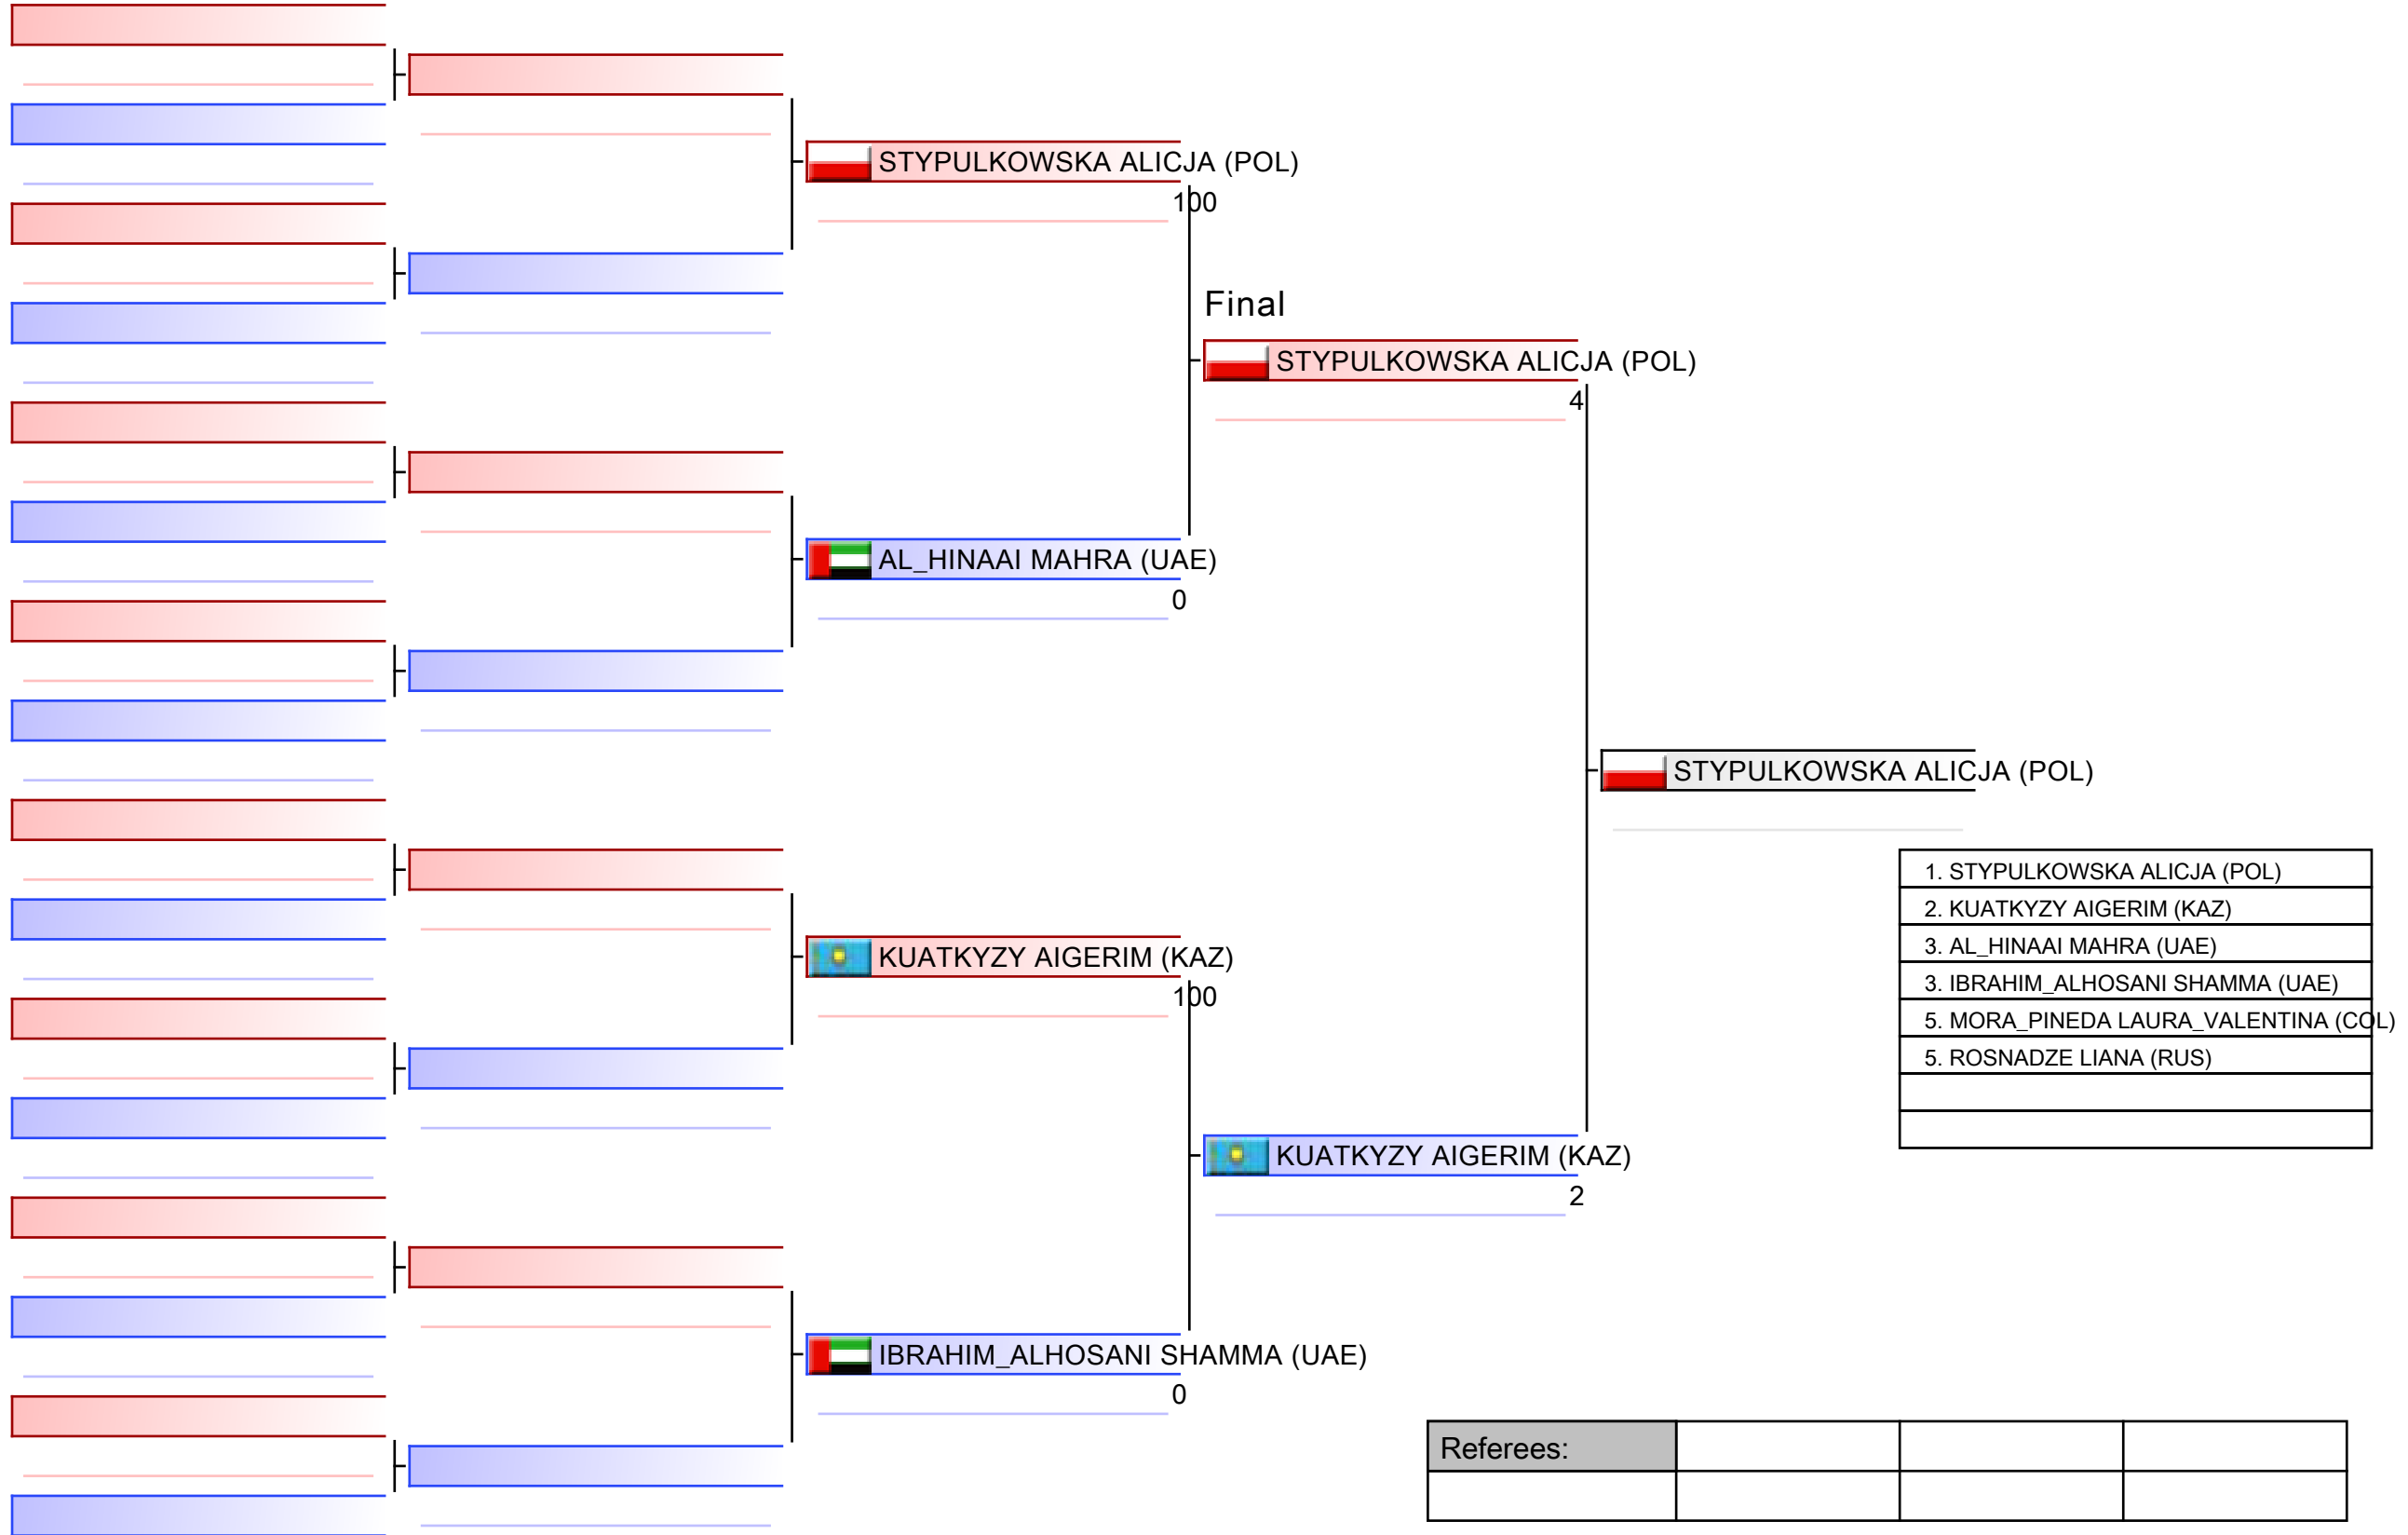 STYPULKOWSKA ALICJA (POL)
100
Final
STYPULKOWSKA ALICJA (POL)
4
AL_HINAAI MAHRA (UAE)
0
STYPULKOWSKA ALICJA (POL)
1. STYPULKOWSKA ALICJA (POL)
2. KUATKYZY AIGERIM (KAZ)
3. AL_HINAAI MAHRA (UAE)
3. IBRAHIM_ALHOSANI SHAMMA (UAE)
5. MORA_PINEDA LAURA_VALENTINA (COL)
5. ROSNADZE LIANA (RUS)
KUATKYZY AIGERIM (KAZ)
100
KUATKYZY AIGERIM (KAZ)
2
IBRAHIM_ALHOSANI SHAMMA (UAE)
0
Referees: